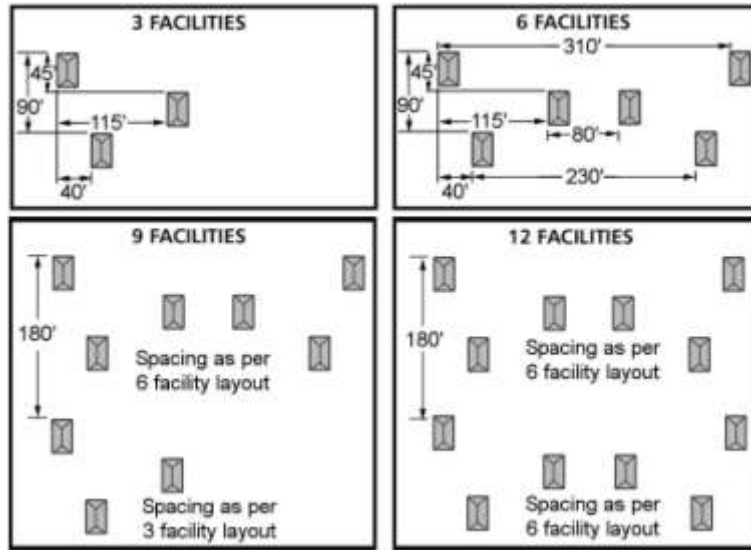 3 FACILITIES
45'
90'
115'
40'
6 FACILITIES
310'
45'
90'
115'
80'
40'
230'
9 FACILITIES
180'
Spacing as per
6 facility layout
Spacing as per
3 facility layout
12 FACILITIES
180'
Spacing as per
6 facility layout
Spacing as per
6 facility layout